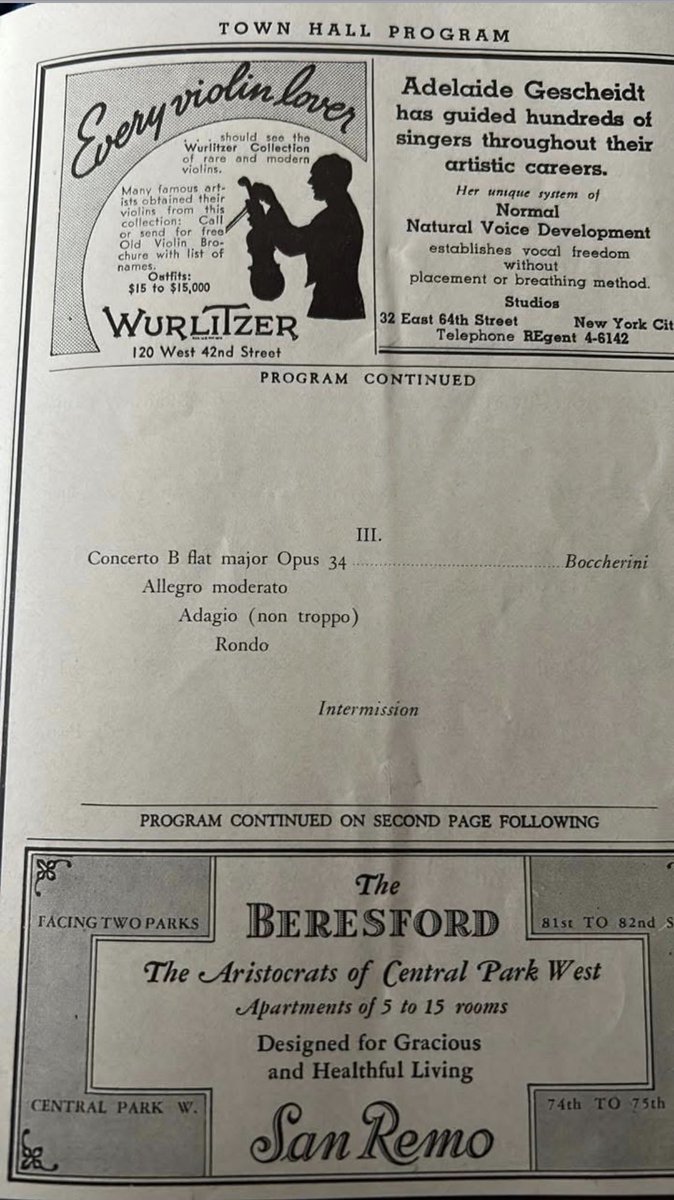 TOWN HALL PROGRAM
Every violin lover
. . . should see the
Wurlitzer Collection
of rare and modern
violins.
Many famous art-
ists obtained their
violins from this
collection: Call
or send for free
Old Violin Bro-
chure with list of
names.
Outfits:
$15 to $15,000
WURLITZER
120 West 42nd Street
Adelaide Gescheidt
has guided hundreds of
singers throughout their
artistic careers.
Her unique system of
Normal
Natural Voice Development
establishes vocal freedom
without
placement or breathing method.
Studios
32 East 64th Street New York Cit
Telephone REgent 4-6142
PROGRAM CONTINUED
III.
Concerto B flat major Opus 34 .......................................... Boccherini
Allegro moderato
Adagio (non troppo)
Rondo
Intermission
PROGRAM CONTINUED ON SECOND PAGE FOLLOWING
The
BERESFORD
FACING TWO PARKS
81st TO 82nd S
The Aristocrats of Central Park West
Apartments of 5 to 15 rooms
Designed for Gracious
and Healthful Living
CENTRAL PARK W.
74th TO 75th
San Remo